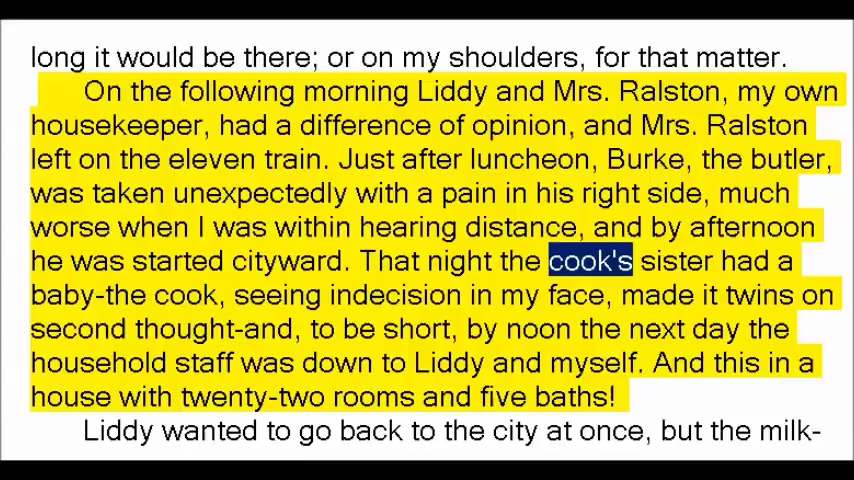 long it would be there; or on my shoulders, for that matter.
On the following morning Liddy and Mrs. Ralston, my own
housekeeper, had a difference of opinion, and Mrs. Ralston
left on the eleven train. Just after luncheon, Burke, the butler,
was taken unexpectedly with a pain in his right side, much
worse when I was within hearing distance, and by afternoon
he was started cityward. That night the cook's sister had a
baby-the cook, seeing indecision in my face, made it twins on
second thought-and, to be short, by noon the next day the
household staff was down to Liddy and myself. And this in a
house with twenty-two rooms and five baths!
Liddy wanted to go back to the city at once, but the milk-